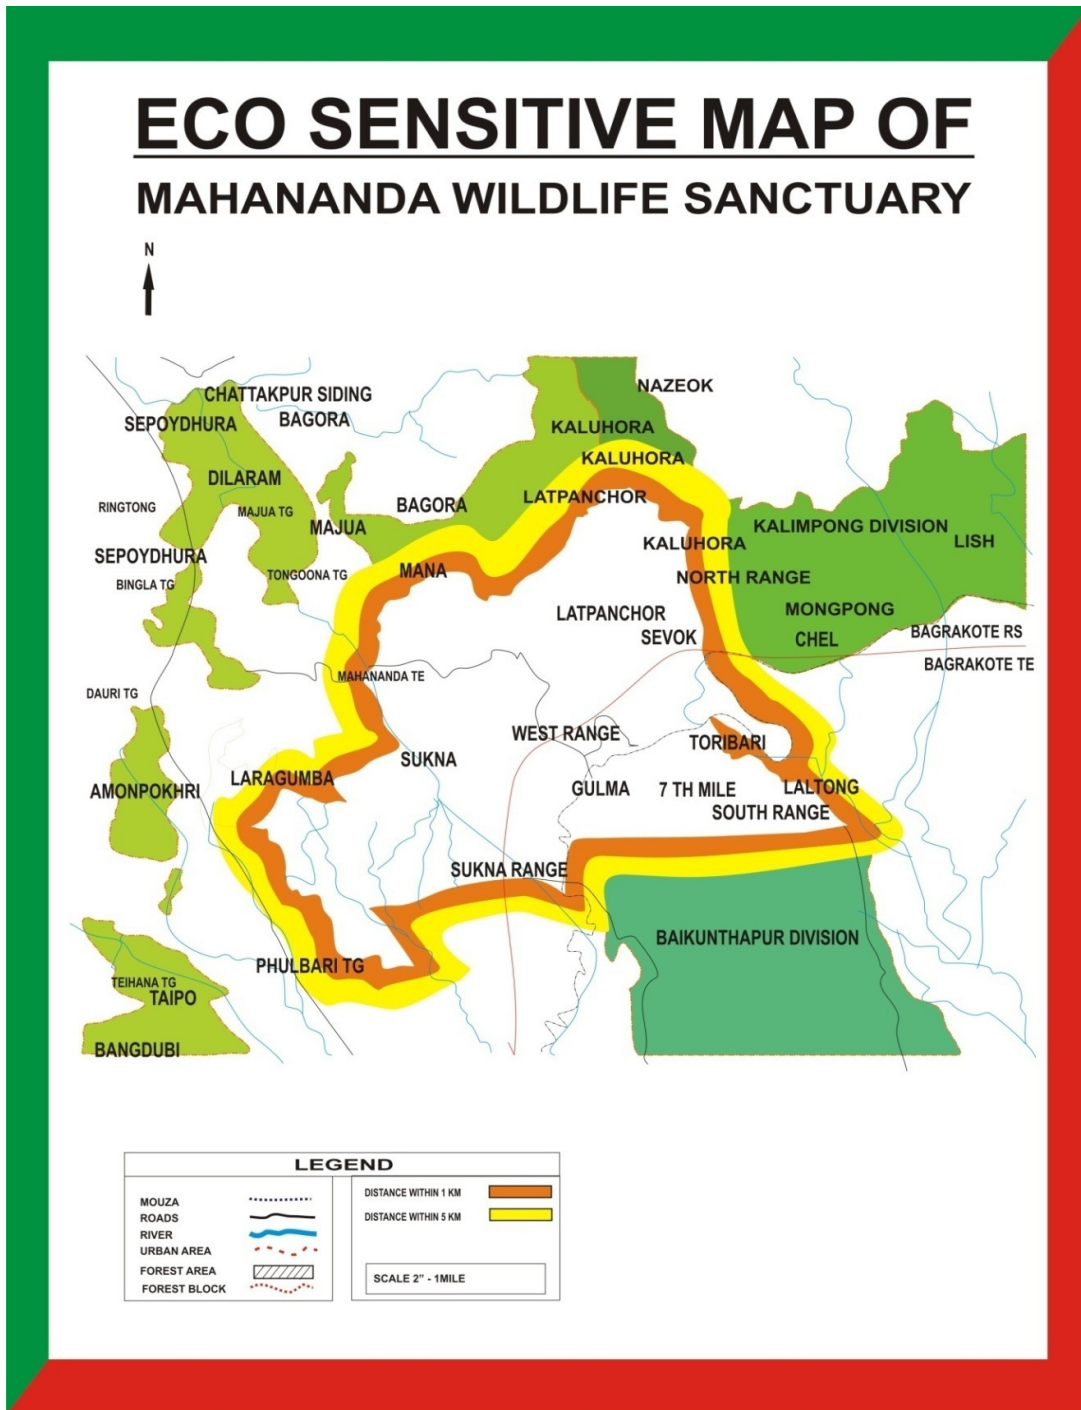 ECO SENSITIVE MAP OF
MAHANANDA WILDLIFE SANCTUARY
N
NAZEOK
CHATTAKPUR SIDING
SEPOYDHURA
BAGORA
KALUHORA
KALUHORA
DILARAM
LATPANCHOR
RINGTONG
MAJUA TG
BAGORA
MAJUA
KALIMPONG DIVISION
LISH
KALUHORA
SEPOYDHURA
BINGLA TG
TONGOONA TG
MANA
NORTH RANGE
LATPANCHOR
MONGPONG
SEVOK
CHEL
BAGRAKOTE RS
BAGRAKOTE TE
MAHANANDA TE
DAURI TG
WEST RANGE
TORIBARI
SUKNA
LARAGUMBA
AMONPOKHRI
GULMA
7 TH MILE
LALTONG
SOUTH RANGE
SUKNA RANGE
BAIKUNTHAPUR DIVISION
PHULBARI TG
TEIHANA TG
TAIPO
BANGDUBI
LEGEND
MOUZA
ROADS
RIVER
URBAN AREA
FOREST AREA
FOREST BLOCK
DISTANCE WITHIN 1 KM
DISTANCE WITHIN 5 KM
SCALE 2” - 1MILE